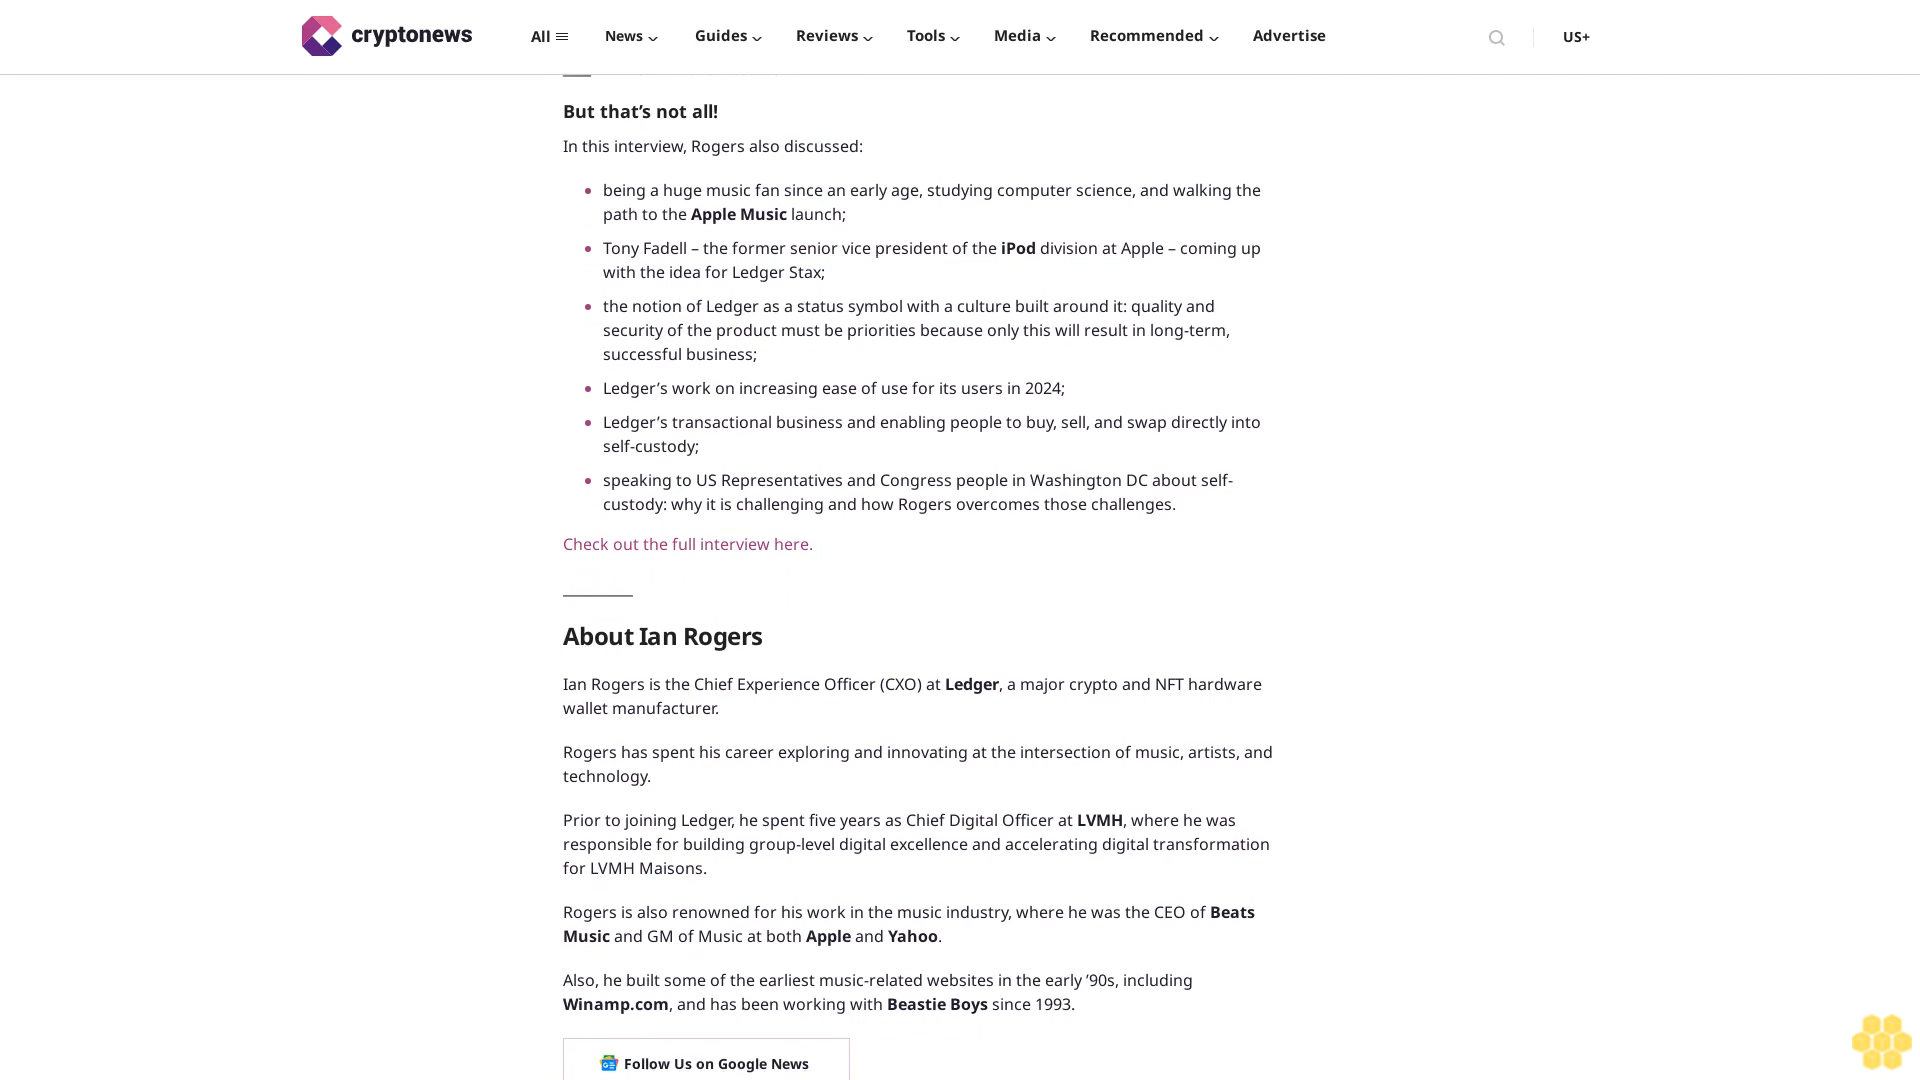 cryptonews
All
News
Guides
Reviews
Tools
Media
Recommended
Advertise
US+
But that’s not all!
In this interview, Rogers also discussed:
being a huge music fan since an early age, studying computer science, and walking the
path to the Apple Music launch;
Tony Fadell – the former senior vice president of the iPod division at Apple – coming up
with the idea for Ledger Stax;
the notion of Ledger as a status symbol with a culture built around it: quality and
security of the product must be priorities because only this will result in long-term,
successful business;
Ledger’s work on increasing ease of use for its users in 2024;
Ledger’s transactional business and enabling people to buy, sell, and swap directly into
self-custody;
speaking to US Representatives and Congress people in Washington DC about self-
custody: why it is challenging and how Rogers overcomes those challenges.
Check out the full interview here.
About Ian Rogers
Ian Rogers is the Chief Experience Officer (CXO) at Ledger, a major crypto and NFT hardware
wallet manufacturer.
Rogers has spent his career exploring and innovating at the intersection of music, artists, and
technology.
Prior to joining Ledger, he spent five years as Chief Digital Officer at LVMH, where he was
responsible for building group-level digital excellence and accelerating digital transformation
for LVMH Maisons.
Rogers is also renowned for his work in the music industry, where he was the CEO of Beats
Music and GM of Music at both Apple and Yahoo.
Also, he built some of the earliest music-related websites in the early ’90s, including
Winamp.com, and has been working with Beastie Boys since 1993.
Follow Us on Google News